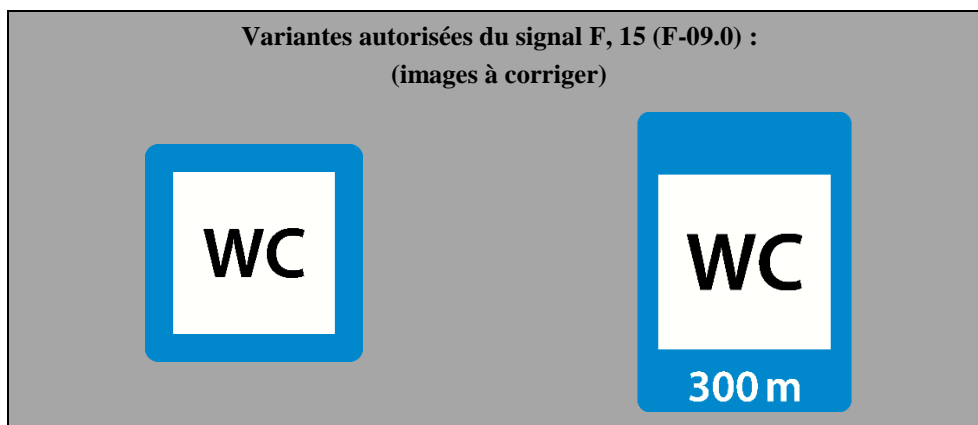 Variantes autorisées du signal F, 15 (F-09.0) :
(images à corriger)
WC
WC
300 m